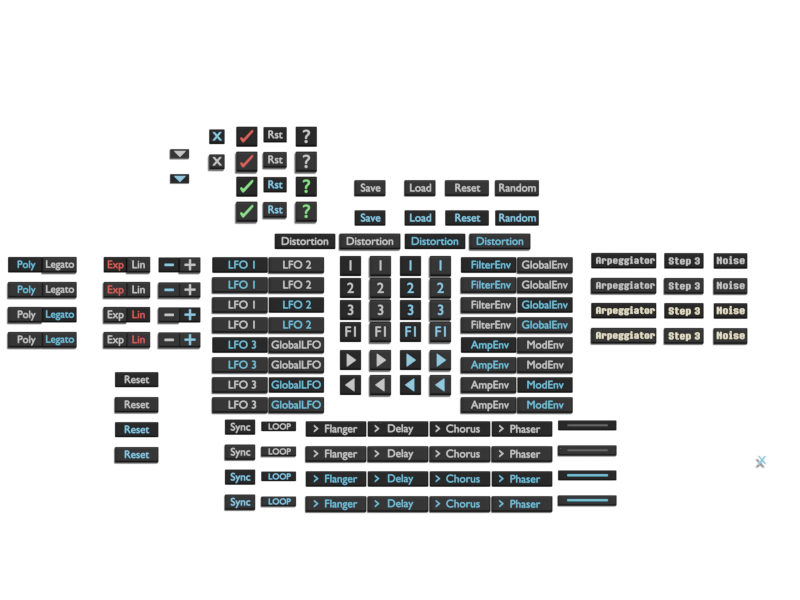 X Rst ?
X Rst ?
Rst ?
Rst ?
Save Load Reset Random
Save Load Reset Random
Distortion Distortion Distortion Distortion
Poly Legato Exp Lin − + LFO 1 LFO 2 1 1 1 1 FilterEnv GlobalEnv Arpeggiator Step 3 Noise
Poly Legato Exp Lin − + LFO 1 LFO 2 2 2 2 2 FilterEnv GlobalEnv Arpeggiator Step 3 Noise
Poly Legato Exp Lin − + LFO 1 LFO 2 3 3 3 3 FilterEnv GlobalEnv Arpeggiator Step 3 Noise
Poly Legato Exp Lin − + LFO 1 LFO 2 F1 F1 F1 F1 FilterEnv GlobalEnv Arpeggiator Step 3 Noise
LFO 3 GlobalLFO AmpEnv ModEnv
LFO 3 GlobalLFO AmpEnv ModEnv
Reset LFO 3 GlobalLFO AmpEnv ModEnv
Reset LFO 3 GlobalLFO AmpEnv ModEnv
Reset Sync LOOP > Flanger > Delay > Chorus > Phaser
Reset Sync LOOP > Flanger > Delay > Chorus > Phaser
Sync LOOP > Flanger > Delay > Chorus > Phaser
Sync LOOP > Flanger > Delay > Chorus > Phaser